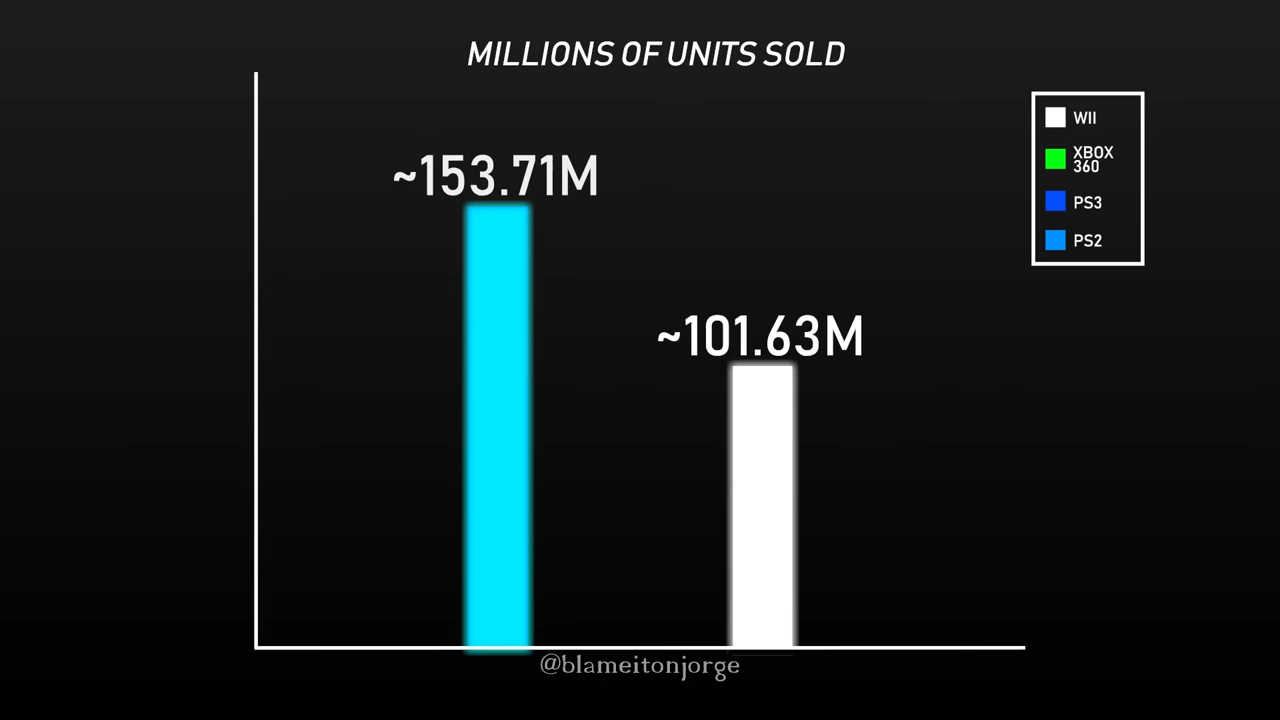 MILLIONS OF UNITS SOLD
WII
XBOX
360
PS3
PS2
~153.71M
~101.63M
@blameitonjorge